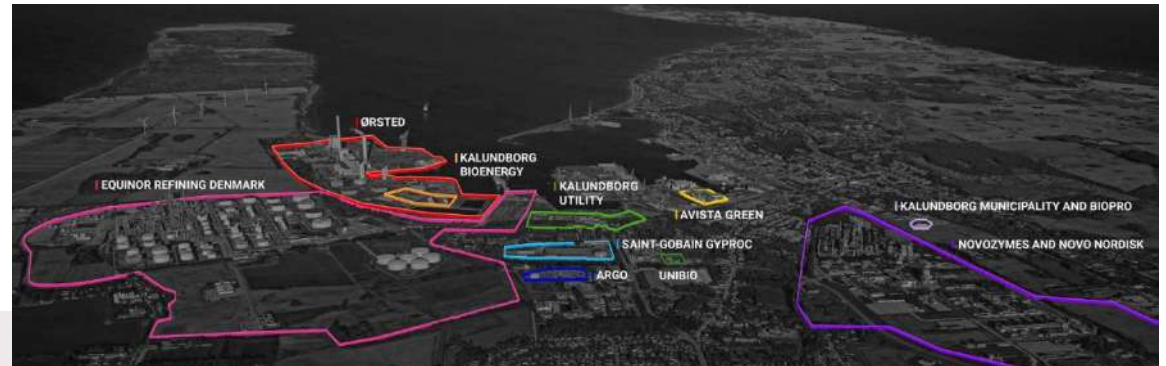 ØRSTED
KALUNDBORG
BIOENERGY
EQUINOR REFINING DENMARK
KALUNDBORG
UTILITY
AVISTA GREEN
KALUNDBORG MUNICIPALITY AND BIOPRO
SAINT-GOBAIN GYPROC
NOVOZYMES AND NOVO NORDISK
ARGO
UNIBIO